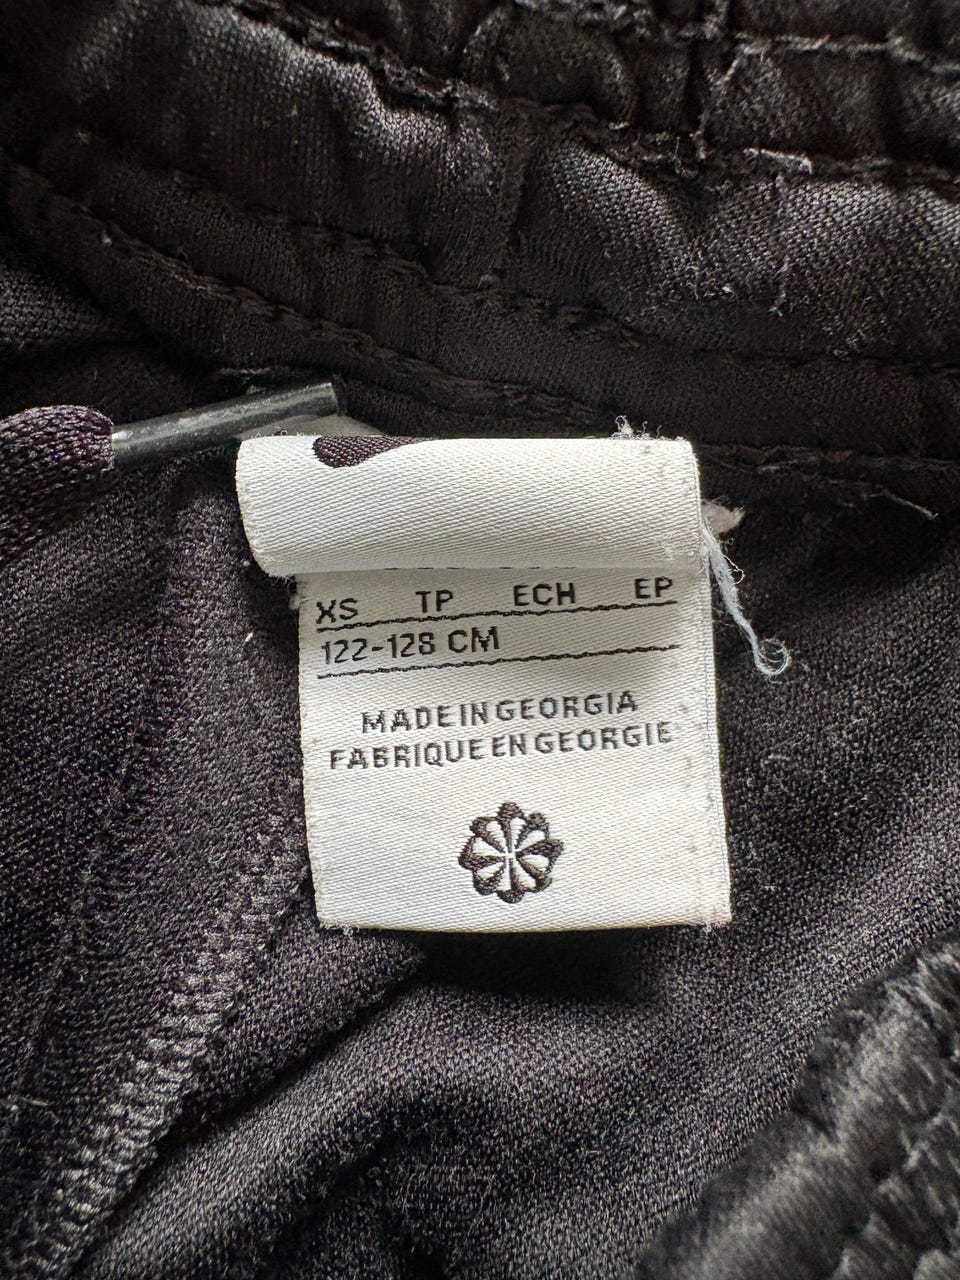 XS TP ECH EP
122-128 CM
MADE IN GEORGIA
FABRIQUE EN GEORGIE